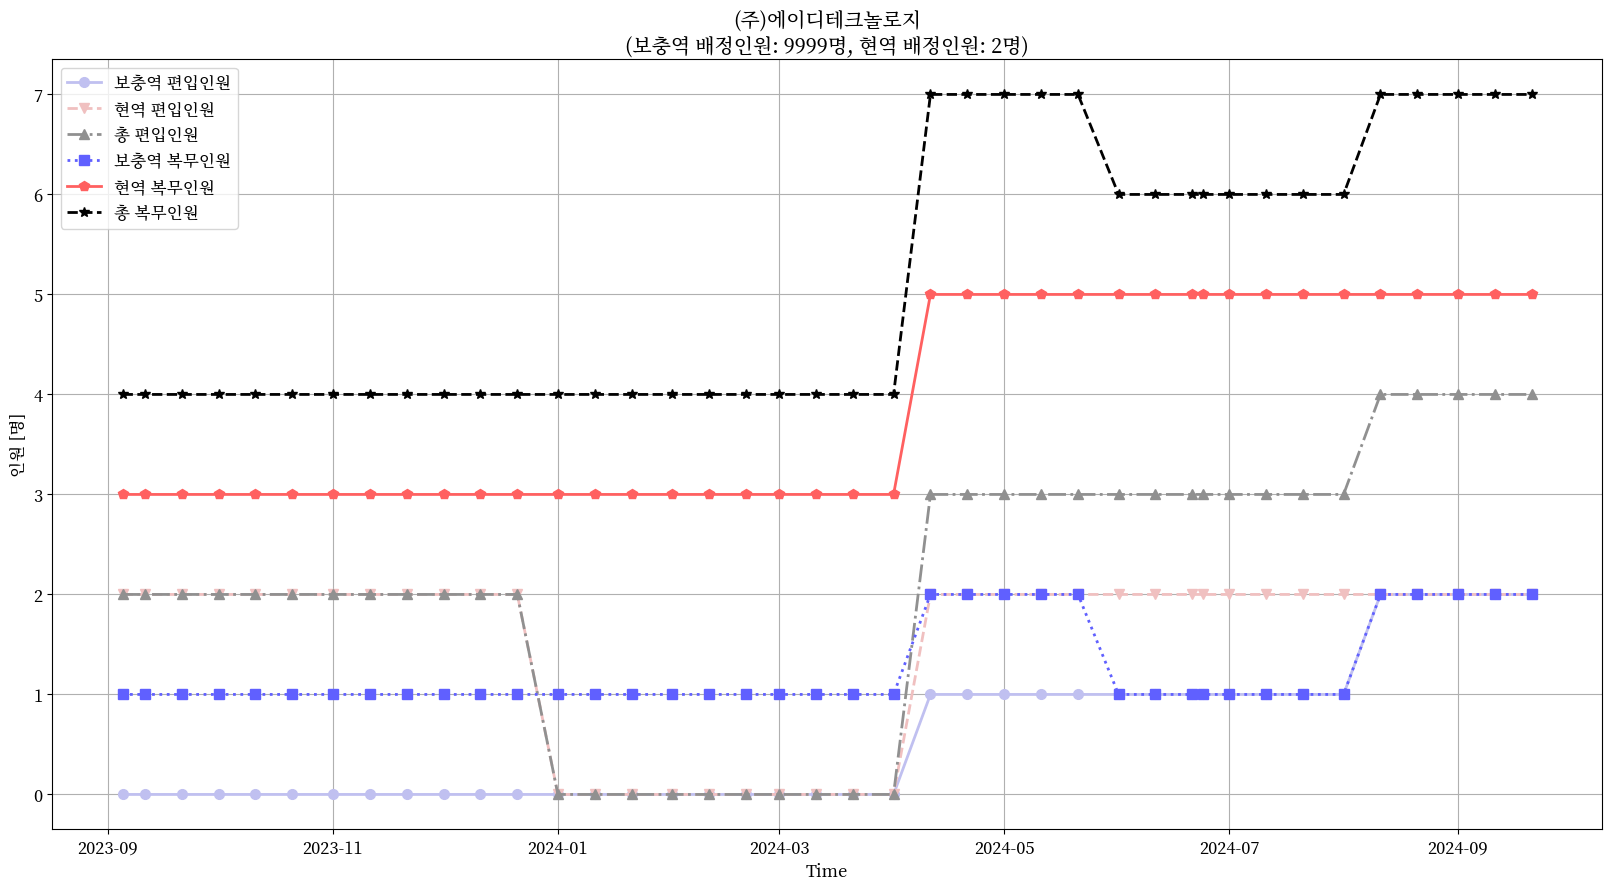 (주)에이디테크놀로지
(보충역 배정인원: 9999명, 현역 배정인원: 2명)
보충역 편입인원
현역 편입인원
총 편입인원
보충역 복무인원
현역 복무인원
총 복무인원
인원 [명]
7
6
5
4
3
2
1
0
2023-09
2023-11
2024-01
2024-03
2024-05
2024-07
2024-09
Time